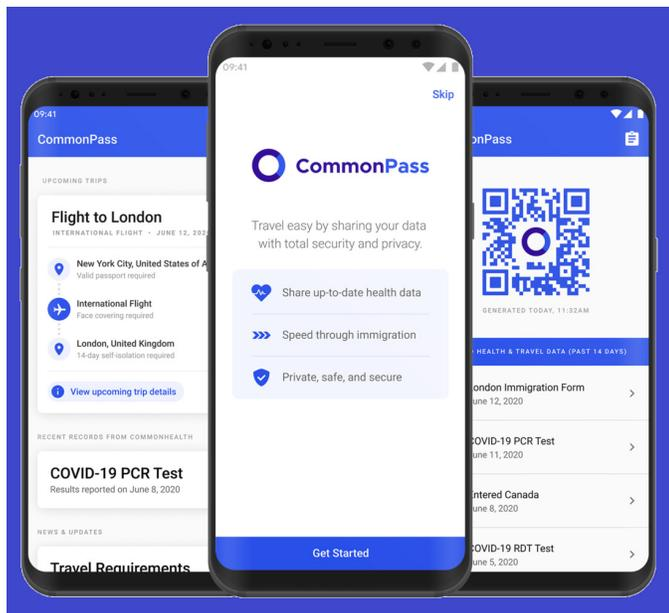 09:41
CommonPass
UPCOMING TRIPS
Flight to London
INTERNATIONAL FLIGHT • JUNE 12, 202
New York City, United States of A
Valid passport required
International Flight
Face covering required
London, United Kingdom
14-day self-isolation required
View upcoming trip details
RECENT RECORDS FROM COMMONHEALTH
COVID-19 PCR Test
Results reported on June 8, 2020
NEWS & UPDATES
Travel Requirements
09:41
Skip
CommonPass
Travel easy by sharing your data
with total security and privacy.
Share up-to-date health data
Speed through immigration
Private, safe, and secure
Get Started
onPass
GENERATED TODAY, 11:32AM
HEALTH & TRAVEL DATA (PAST 14 DAYS)
ondon Immigration Form
une 12, 2020
OVID-19 PCR Test
une 11, 2020
ntered Canada
une 8, 2020
OVID-19 RDT Test
une 5, 2020